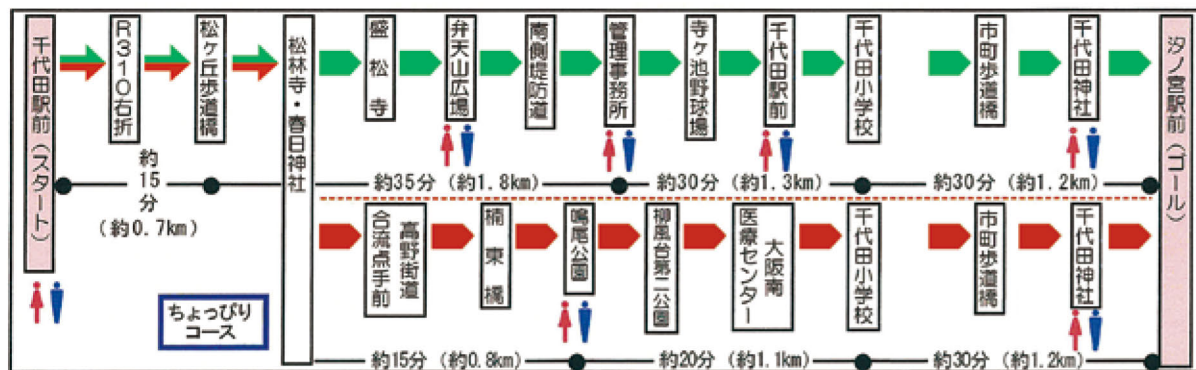 千代田駅前(スタート)
R310右折
松ヶ丘歩道橋
松林寺・春日神社
盛松寺
弁天山広場
南側堤防道
管理事務所
寺ヶ池野球場
千代田駅前
千代田小学校
市町歩道橋
千代田神社
汐ノ宮駅前(ゴール)
約15分
(約0.7km)
約35分(約1.8km)
約30分(約1.3km)
約30分(約1.2km)
高野街道
合流点手前
楠東橋
鳴尾公園
柳風台第二公園
大阪南
医療センター
千代田小学校
市町歩道橋
千代田神社
ちょっぴり
コース
約15分(約0.8km)
約20分(約1.1km)
約30分(約1.2km)